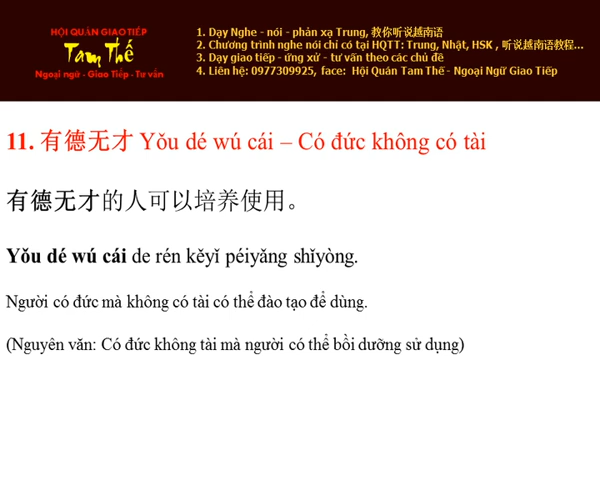 HỘI QUÁN GIAO TIẾP
Tam Thế
Ngoại ngữ - Giao Tiếp - Tư vấn
1. Dạy Nghe - nói - phản xạ Trung, 教你听说越南语
2. Chương trình nghe nói chỉ có tại HQTT: Trung, Nhật, HSK , 听说越南语教程...
3. Dạy giao tiếp - ứng xử - tư vấn theo các chủ đề
4. Liên hệ: 0977309925, face: Hội Quán Tam Thế - Ngoại Ngữ Giao Tiếp
11. 有德无才 Yǒu dé wú cái – Có đức không có tài
有德无才的人可以培养使用。
Yǒu dé wú cái de rén kěyǐ péiyǎng shǐyòng.
Người có đức mà không có tài có thể đào tạo để dùng.
(Nguyên văn: Có đức không tài mà người có thể bồi dưỡng sử dụng)